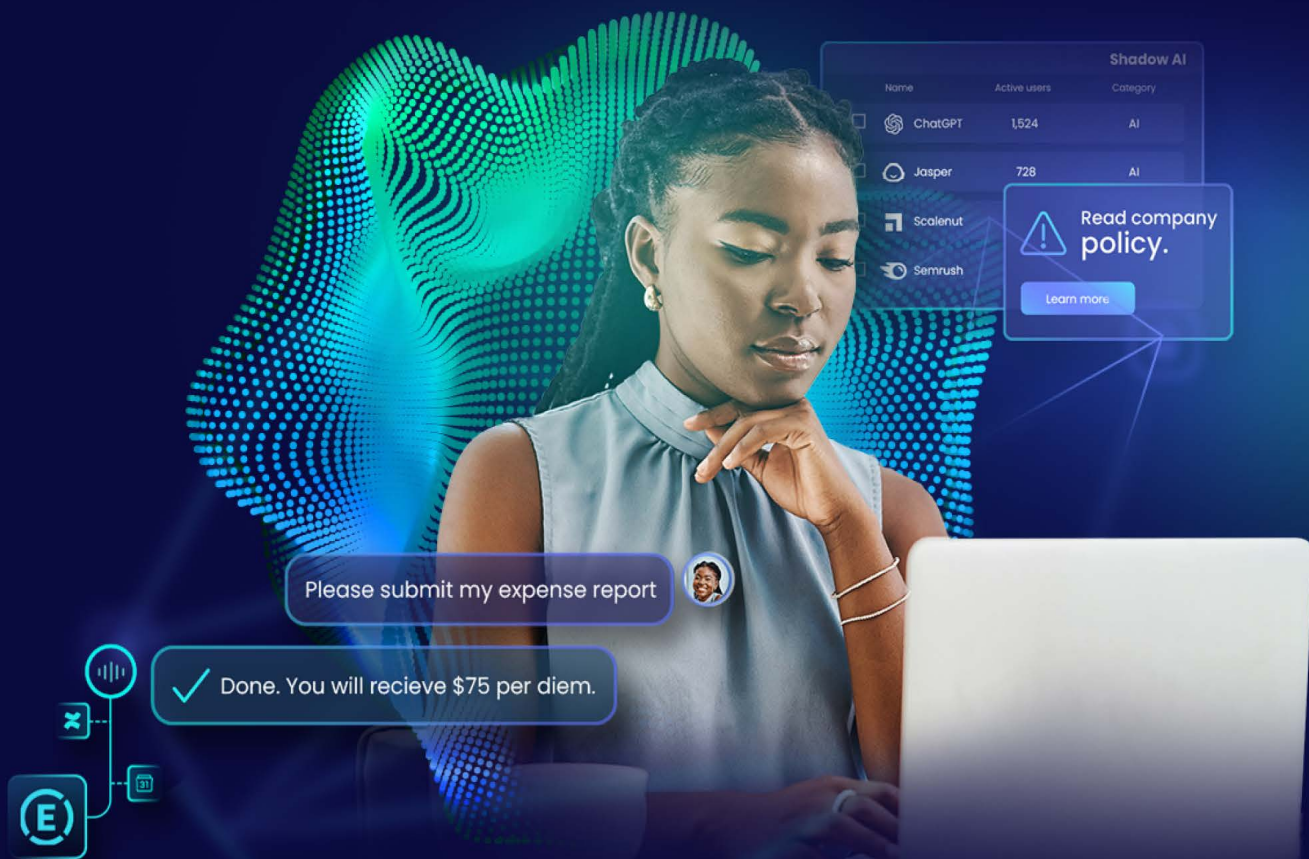 Shadow AI
Name Active users Category
ChatGPT 1,524 AI
Jasper 728 AI
Scalenut
Semrush
Read company
policy.
Learn more
Please submit my expense report
Done. You will recieve $75 per diem.
31
E